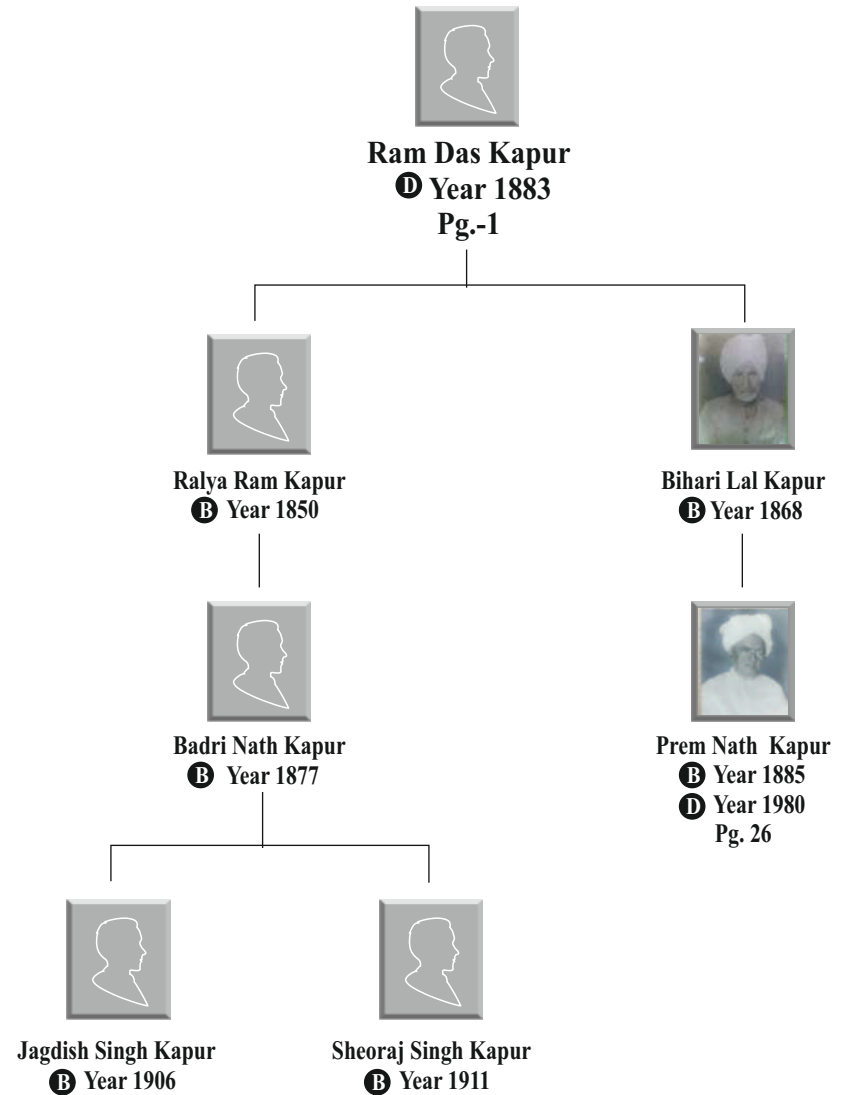 Ram Das Kapur
D Year 1883
Pg.-1
Ralya Ram Kapur
B Year 1850
Bihari Lal Kapur
B Year 1868
Badri Nath Kapur
B Year 1877
Prem Nath Kapur
B Year 1885
D Year 1980
Pg. 26
Jagdish Singh Kapur
B Year 1906
Sheoraj Singh Kapur
B Year 1911